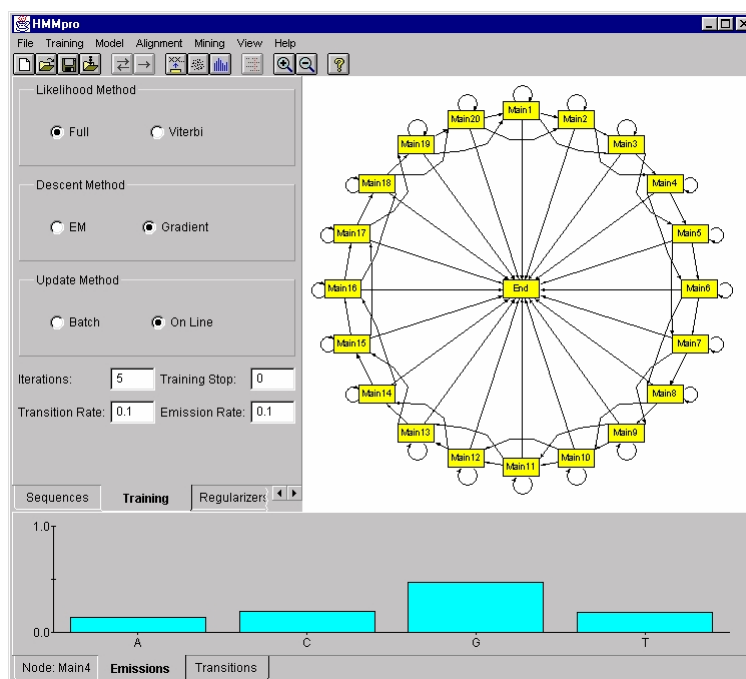 HMMpro
File Training Model Alignment Mining View Help
Likelihood Method
Full Viterbi
Descent Method
EM Gradient
Update Method
Batch On Line
Iterations: 5 Training Stop: 0
Transition Rate: 0.1 Emission Rate: 0.1
Sequences Training Regularizers
Main1
Main2
Main3
Main4
Main5
Main6
Main7
Main8
Main9
Main10
Main11
Main12
Main13
Main14
Main15
Main16
Main17
Main18
Main19
Main20
End
1.0
0.0
A C G T
Node: Main4 Emissions Transitions